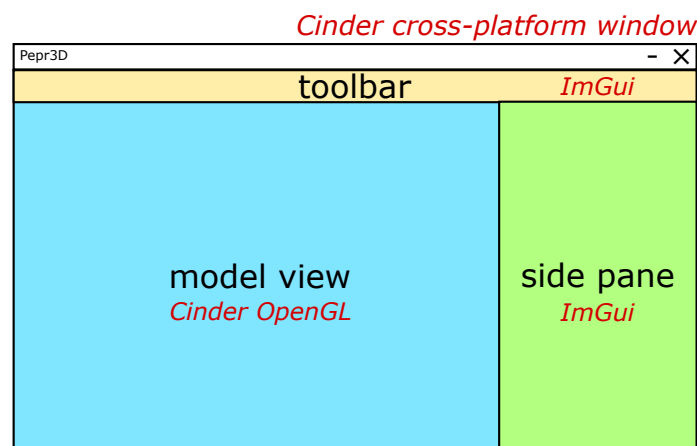 Cinder cross-platform window
Pepr3D
toolbar
ImGui
model view
Cinder OpenGL
side pane
ImGui